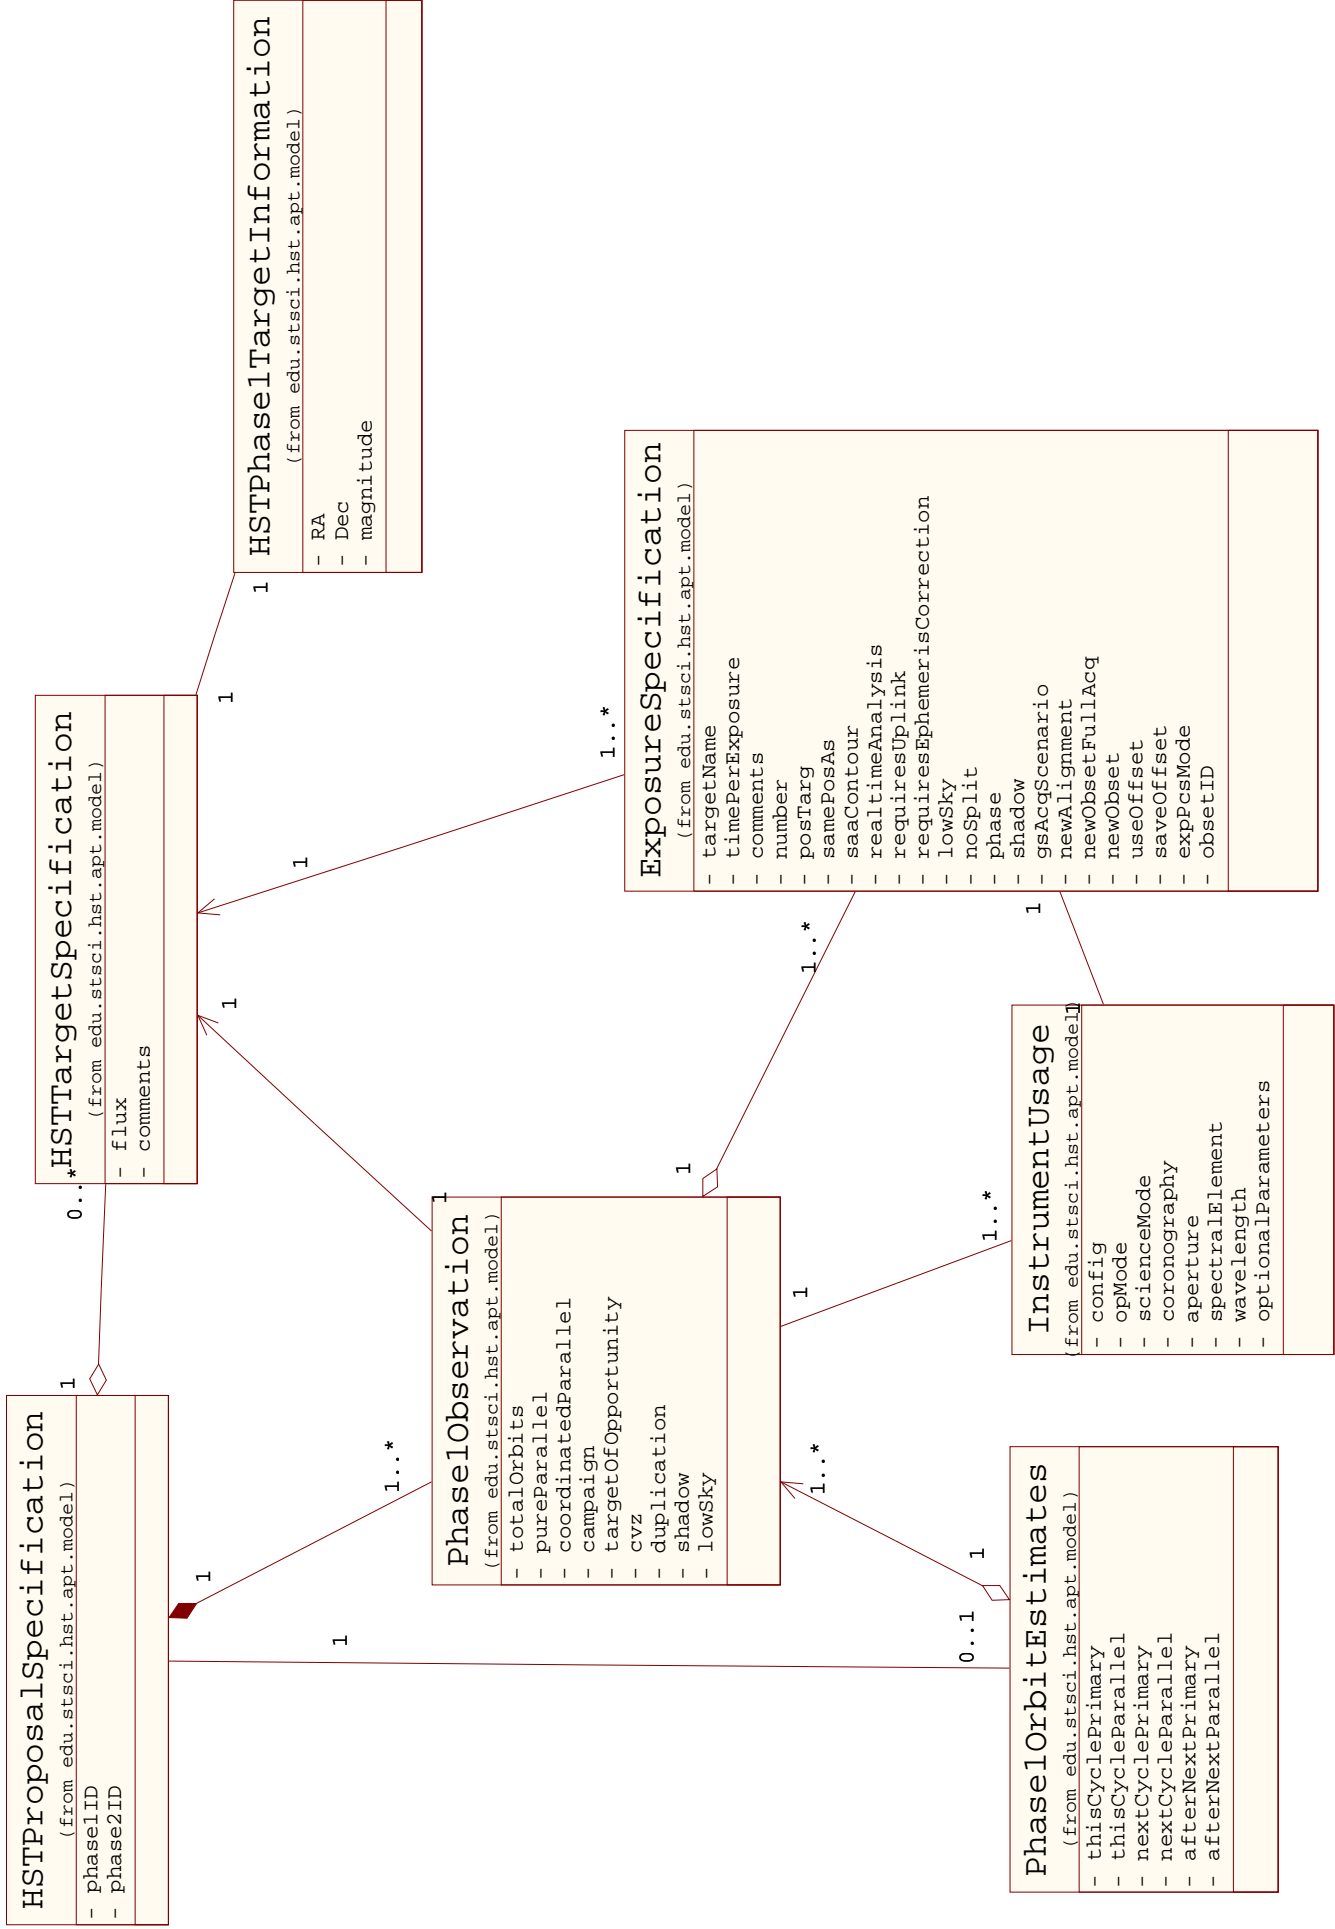 HSTProposalSpecification
(from edu.stsci.hst.apt.model)
- phase1ID
- phase2ID
1
0..*
HSTTargetSpecification
(from edu.stsci.hst.apt.model)
- flux
- comments
1
1
HSTPhase1TargetInformation
(from edu.stsci.hst.apt.model)
- RA
- Dec
- magnitude
1
1
1
1
1..*
1
Phase1Observation
(from edu.stsci.hst.apt.model)
- totalOrbits
- pureParallel
- coordinatedParallel
- campaign
- targetOfOpportunity
- cvz
- duplication
- shadow
- lowSky
1..*
ExposureSpecification
(from edu.stsci.hst.apt.model)
- targetName
- timePerExposure
- comments
- number
- posTarg
- samePosAs
- saaContour
- realtimeAnalysis
- requiresUplink
- requiresEphemerisCorrection
- lowSky
- noSplit
- phase
- shadow
- gsAcqScenario
- newAlignment
- newObsetFullAcq
- newObset
- useOffset
- saveOffset
- expPcsMode
- obsetID
1
1..*
1
1..*
0..1
1
1..*
1
1
Phase1OrbitEstimates
(from edu.stsci.hst.apt.model)
- thisCyclePrimary
- thisCycleParallel
- nextCyclePrimary
- nextCycleParallel
- afterNextPrimary
- afterNextParallel
InstrumentUsage
(from edu.stsci.hst.apt.model)
- config
- opMode
- scienceMode
- coronography
- aperture
- spectralElement
- wavelength
- optionalParameters